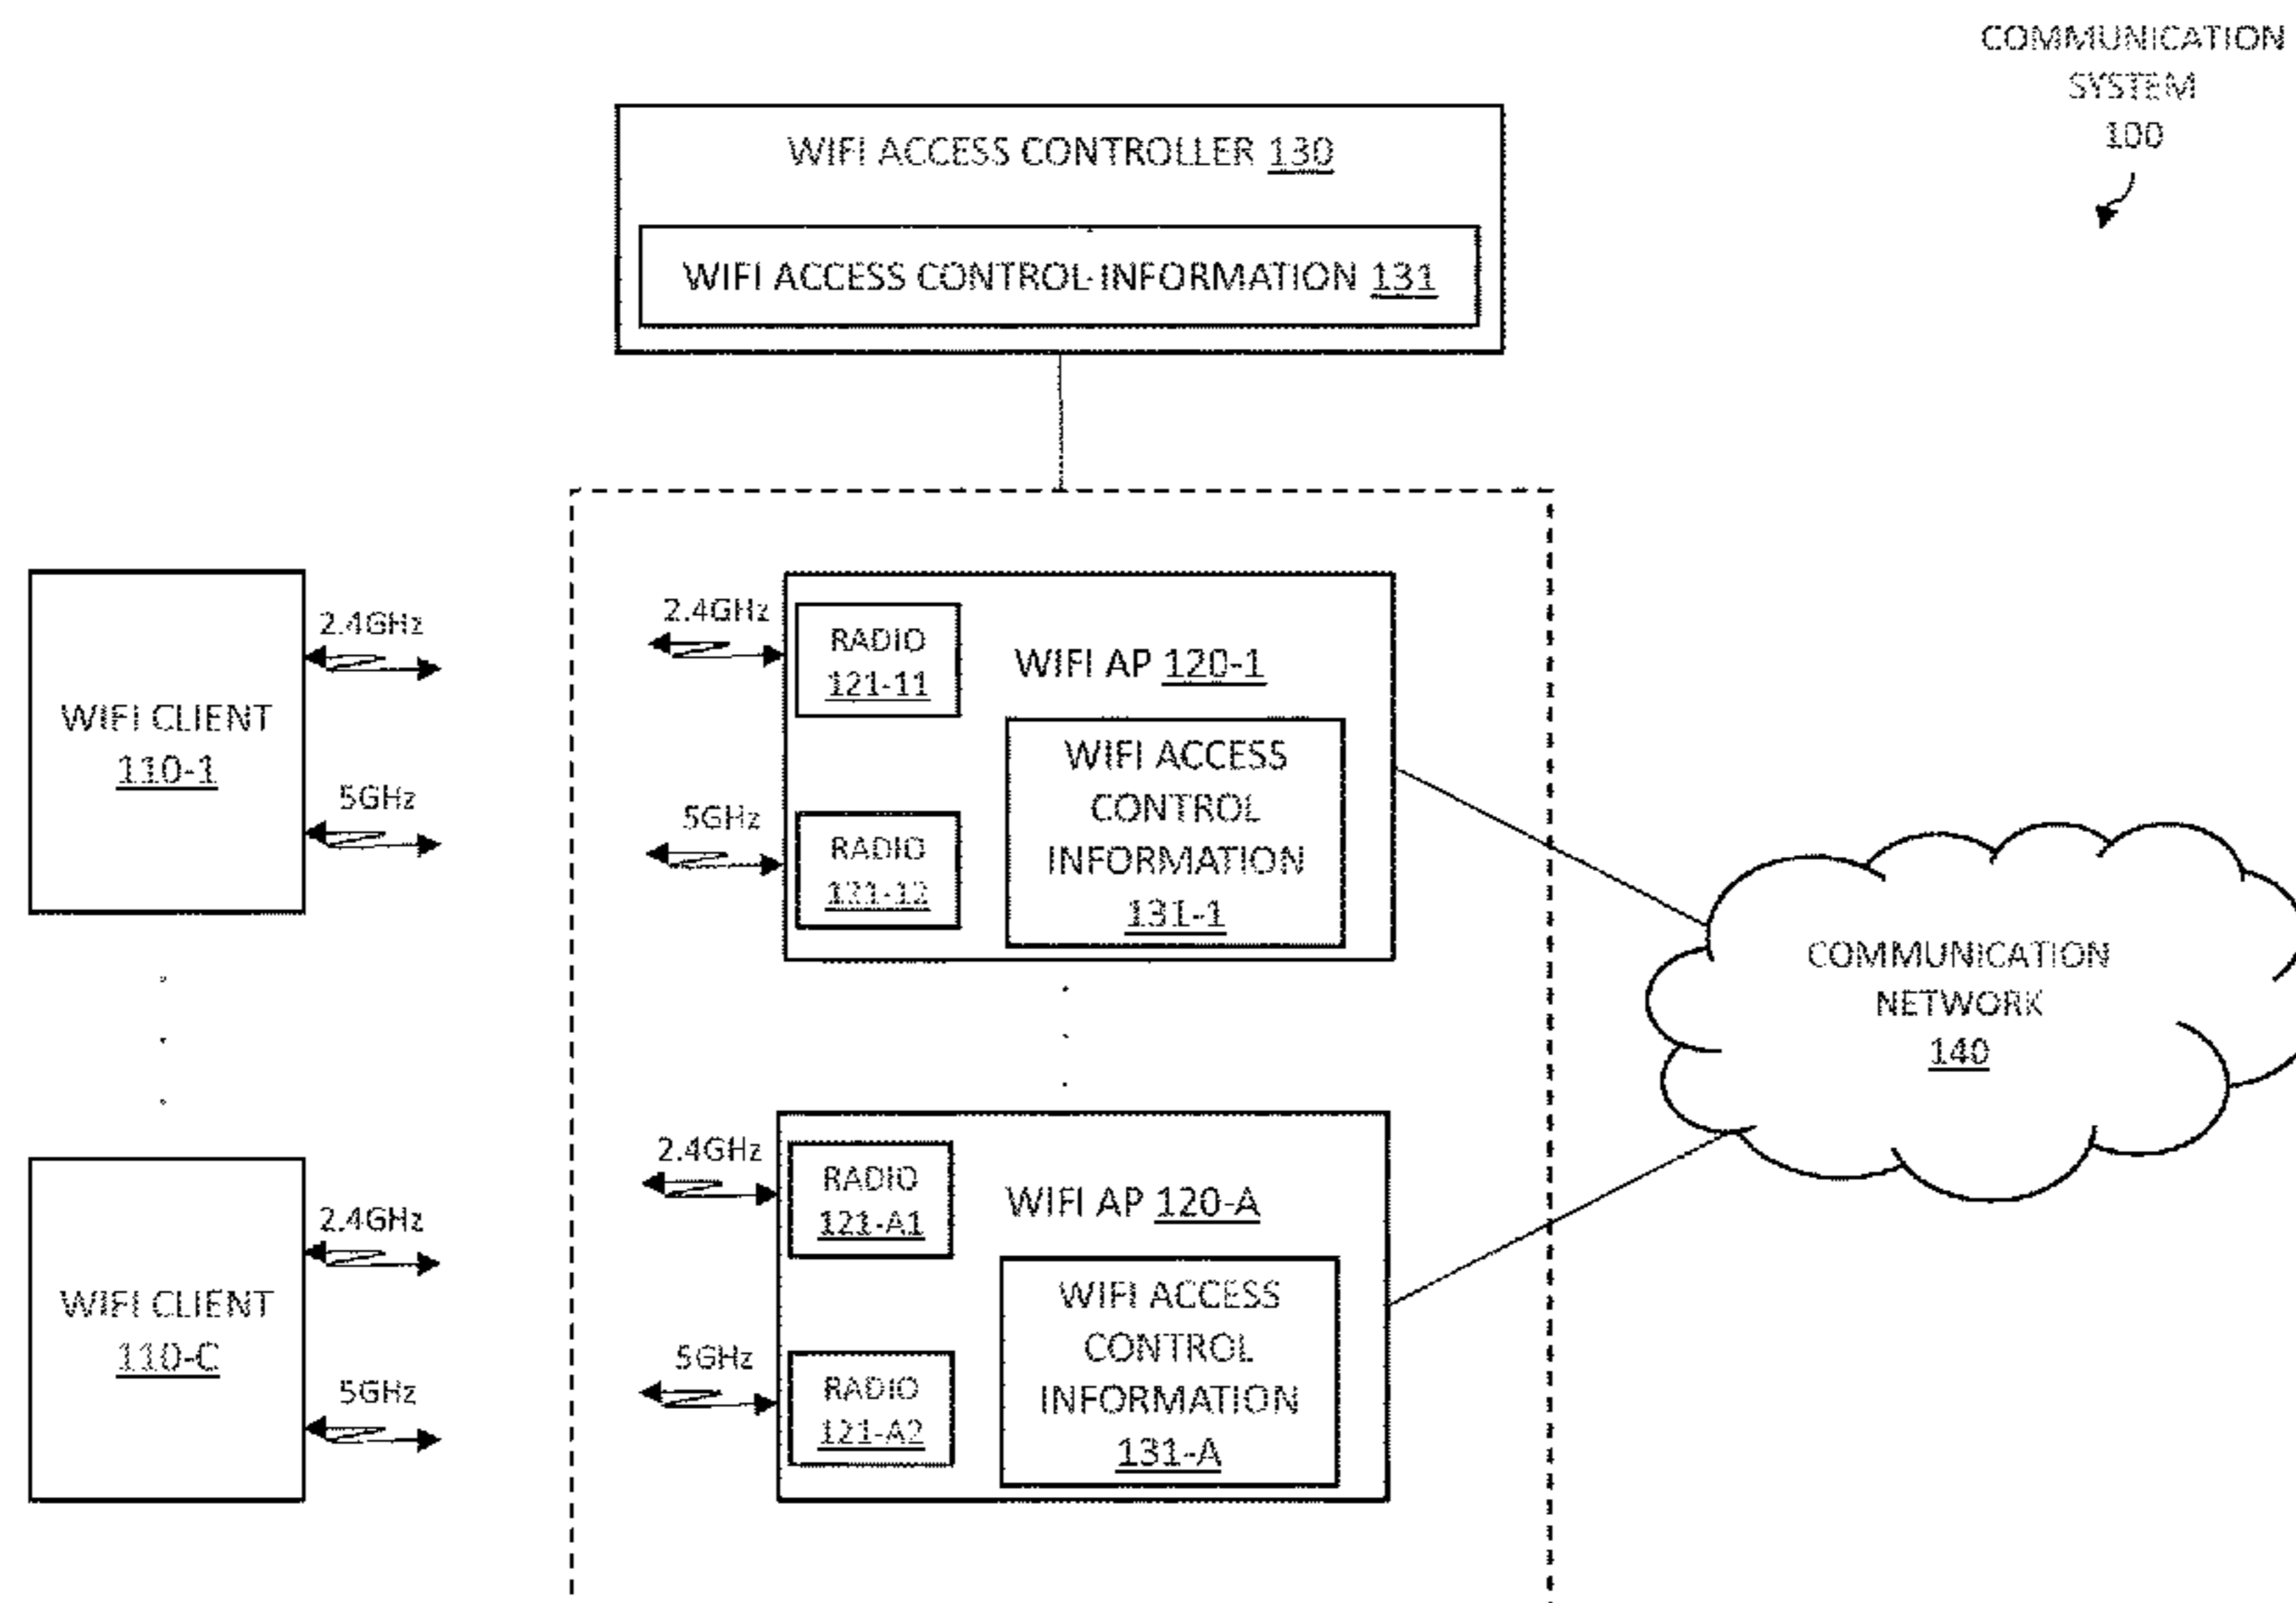 COMMUNICATION
SYSTEM
100
WIFI ACCESS CONTROLLER 130
WIFI ACCESS CONTROL INFORMATION 131
WIFI CLIENT
110-1
2.4GHz
5GHz
2.4GHz
5GHz
RADIO
121-11
RADIO
121-12
WIFI AP 120-1
WIFI ACCESS
CONTROL
INFORMATION
131-1
COMMUNICATION
NETWORK
140
WIFI CLIENT
110-C
2.4GHz
5GHz
2.4GHz
5GHz
RADIO
121-A1
RADIO
121-A2
WIFI AP 120-A
WIFI ACCESS
CONTROL
INFORMATION
131-A